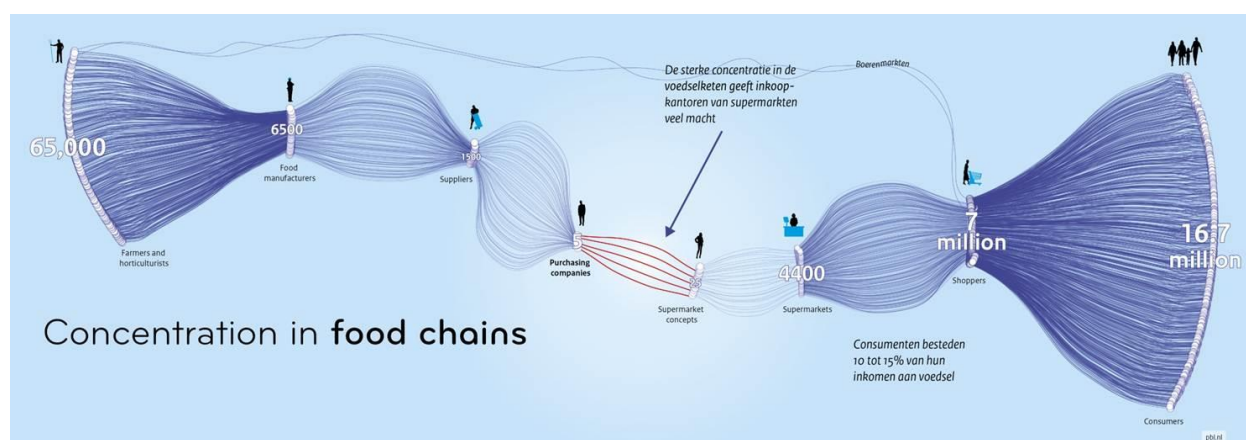 De sterke concentratie in de
voedselketen geeft inkoop-
kantoren van supermarkten
veel macht
Boerenmarkten
65,000
Farmers and
horticulturists
6500
Food
manufacturers
1500
Suppliers
5
Purchasing
companies
Supermarket
concepts
4400
Supermarkets
7
million
Shoppers
16.7
million
Consumers
Concentration in food chains
Consumenten besteden
10 tot 15% van hun
inkomen aan voedsel
pbl.nl